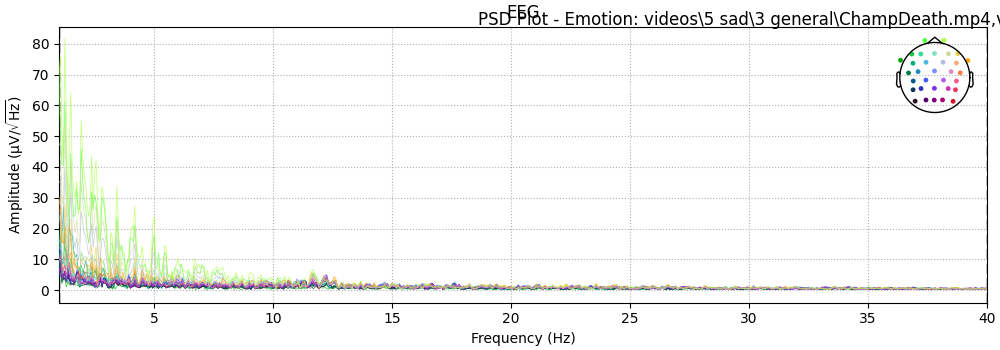 EEG
PSD Plot - Emotion: videos\5 sad\3 general\ChampDeath.mp4,v
Amplitude (µV/√Hz)
80
70
60
50
40
30
20
10
0
5 10 15 20 25 30 35 40
Frequency (Hz)